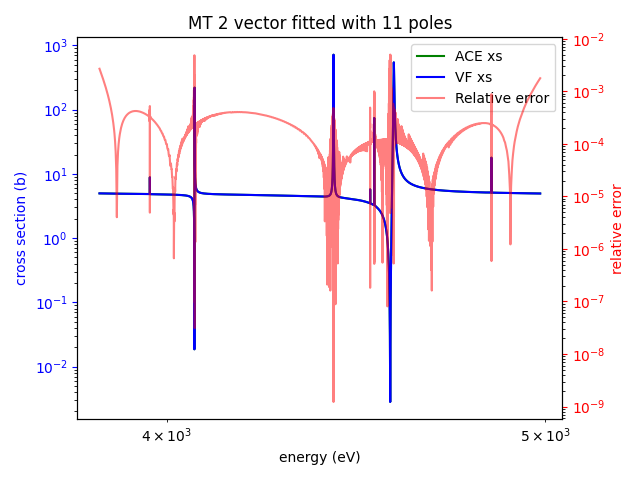 MT 2 vector fitted with 11 poles
10³
10²
10¹
10⁰
10⁻¹
10⁻²
cross section (b)
ACE xs
VF xs
Relative error
10⁻²
10⁻³
10⁻⁴
10⁻⁵
10⁻⁶
10⁻⁷
10⁻⁸
10⁻⁹
relative error
4 × 10³
5 × 10³
energy (eV)